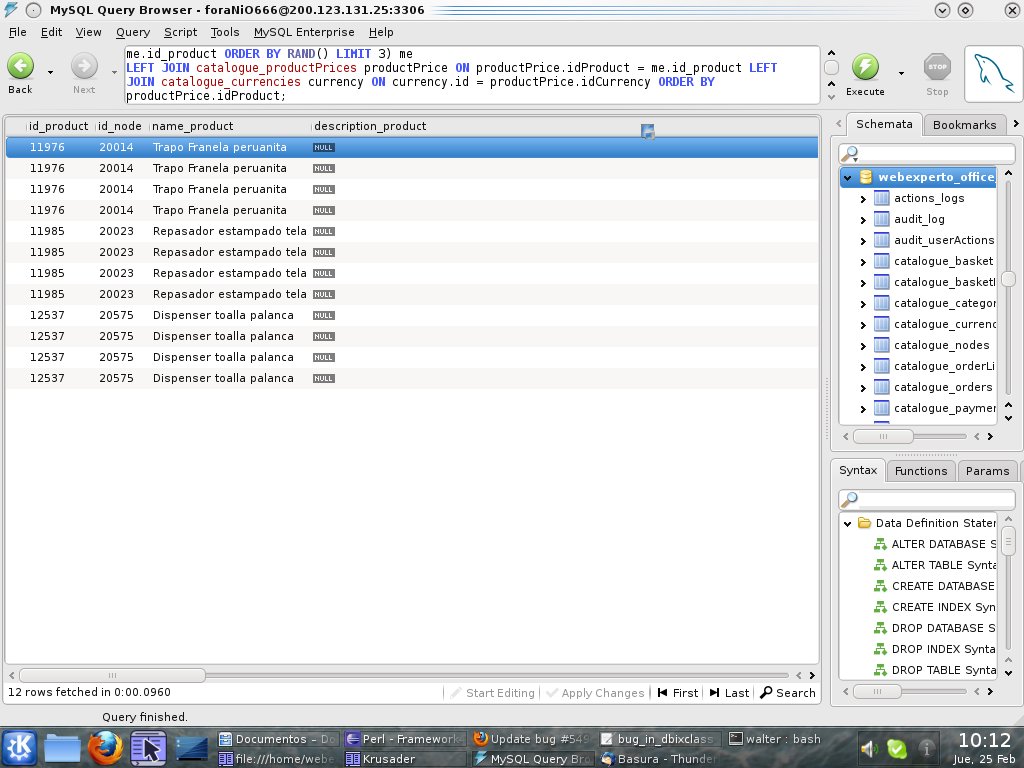 MySQL Query Browser - foraNiO666@200.123.131.25:3306
File Edit View Query Script Tools MySQL Enterprise Help
me.id_product ORDER BY RAND() LIMIT 3) me
LEFT JOIN catalogue_productPrices productPrice ON productPrice.idProduct = me.id_product LEFT
JOIN catalogue_currencies currency ON currency.id = productPrice.idCurrency ORDER BY
productPrice.idProduct;
Back Next Execute Stop
STOP
id_product id_node name_product description_product
11976 20014 Trapo Franela peruanita NULL
11976 20014 Trapo Franela peruanita NULL
11976 20014 Trapo Franela peruanita NULL
11976 20014 Trapo Franela peruanita NULL
11985 20023 Repasador estampado tela NULL
11985 20023 Repasador estampado tela NULL
11985 20023 Repasador estampado tela NULL
11985 20023 Repasador estampado tela NULL
12537 20575 Dispenser toalla palanca NULL
12537 20575 Dispenser toalla palanca NULL
12537 20575 Dispenser toalla palanca NULL
12537 20575 Dispenser toalla palanca NULL
12 rows fetched in 0:00.0960
Start Editing Apply Changes First Last Search
Query finished.
Schemata Bookmarks
webexperto_office
actions_logs
audit_log
audit_userActions
catalogue_basket
catalogue_basketI
catalogue_categor
catalogue_currenc
catalogue_nodes
catalogue_orderLi
catalogue_orders
catalogue_paymer
Syntax Functions Params
Data Definition Stater
ALTER DATABASE S
ALTER TABLE Synta
CREATE DATABASE
CREATE INDEX Syn
DROP DATABASE S
DROP INDEX Synta
DROP TABLE Synta
Documentos – Do Perl - Framework Update bug #549 bug_in_dbixclass walter : bash
file:///home/webe Krusader MySQL Query Bro Basura - Thunder
10:12
Jue, 25 Feb